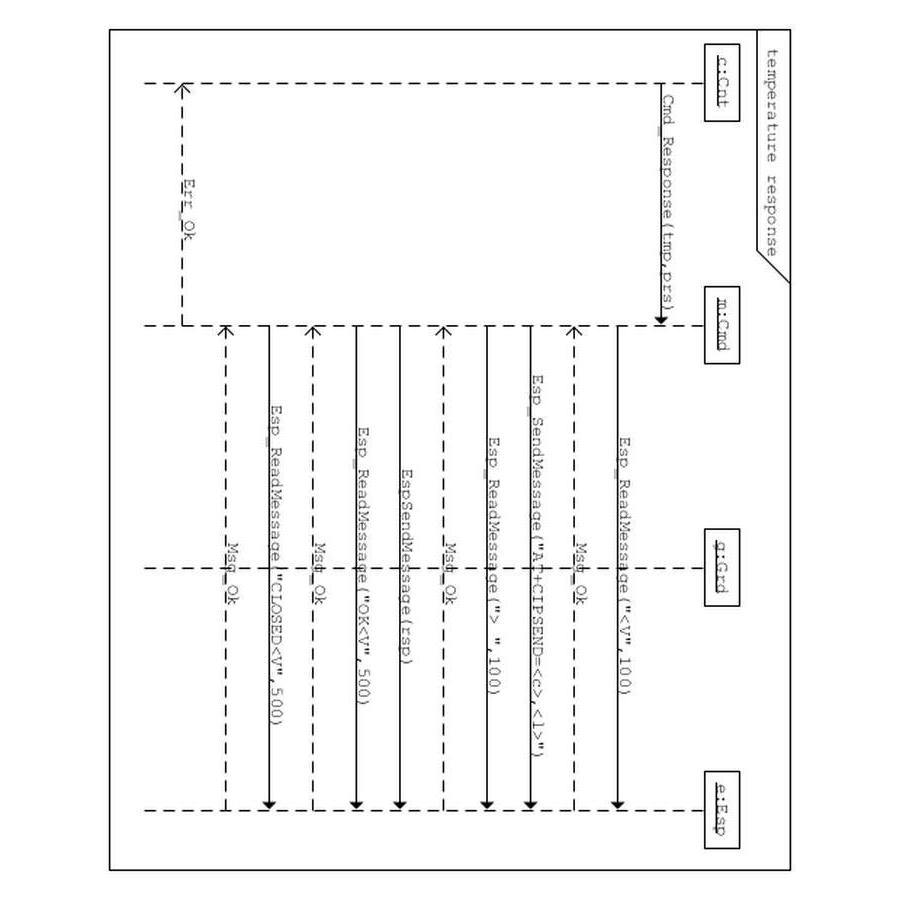 temperature response
c:Cnt
m:Cmd
g:Grd
e:Esp
Cmd_Response(tmp,prs)
Esp_ReadMessage("<V",100)
Msg_Ok
Esp_SendMessage("AT+CIPSEND=<c>,<l>")
Esp_ReadMessage("> ",100)
Msg_Ok
EspSendMessage(rsp)
Esp_ReadMessage("OK<V",500)
Msg_Ok
Esp_ReadMessage("CLOSED<V",500)
Msg_Ok
Err_Ok